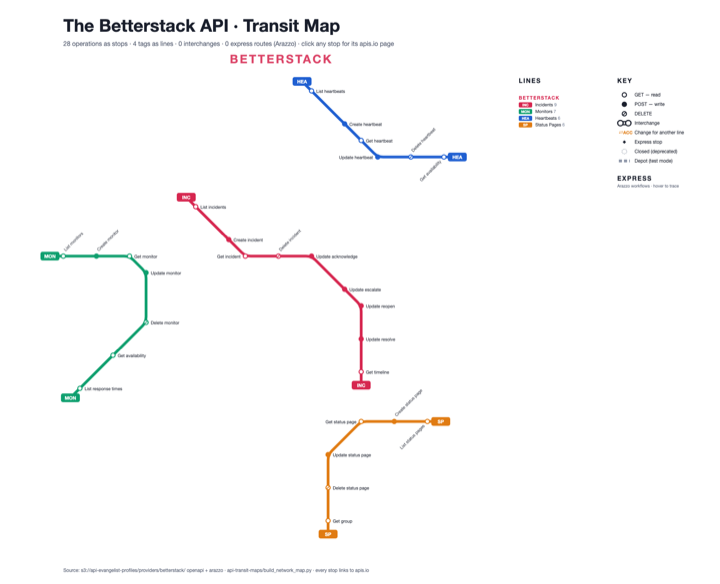 The Betterstack API · Transit Map
28 operations as stops · 4 tags as lines · 0 interchanges · 0 express routes (Arazzo) · click any stop for its apis.io page
BETTERSTACK
HEA
List heartbeats
Create heartbeat
Get heartbeat
Update heartbeat
Delete heartbeat
Get availability
HEA
INC
List incidents
Create incident
Get incident
Delete incident
Update acknowledge
Update escalate
Update reopen
Update resolve
Get timeline
INC
MON
List monitors
Create monitor
Get monitor
Update monitor
Delete monitor
Get availability
List response times
MON
SP
List status pages
Create status page
Get status page
Update status page
Delete status page
Get group
SP
LINES
BETTERSTACK
INC Incidents 9
MON Monitors 7
HEA Heartbeats 6
SP Status Pages 6
KEY
GET — read
POST — write
DELETE
Interchange
Change for another line
Express stop
Closed (deprecated)
Depot (test mode)
EXPRESS
Arazzo workflows · hover to trace
Source: s3://api-evangelist-profiles/providers/betterstack/ openapi + arazzo · api-transit-maps/build_network_map.py · every stop links to apis.io